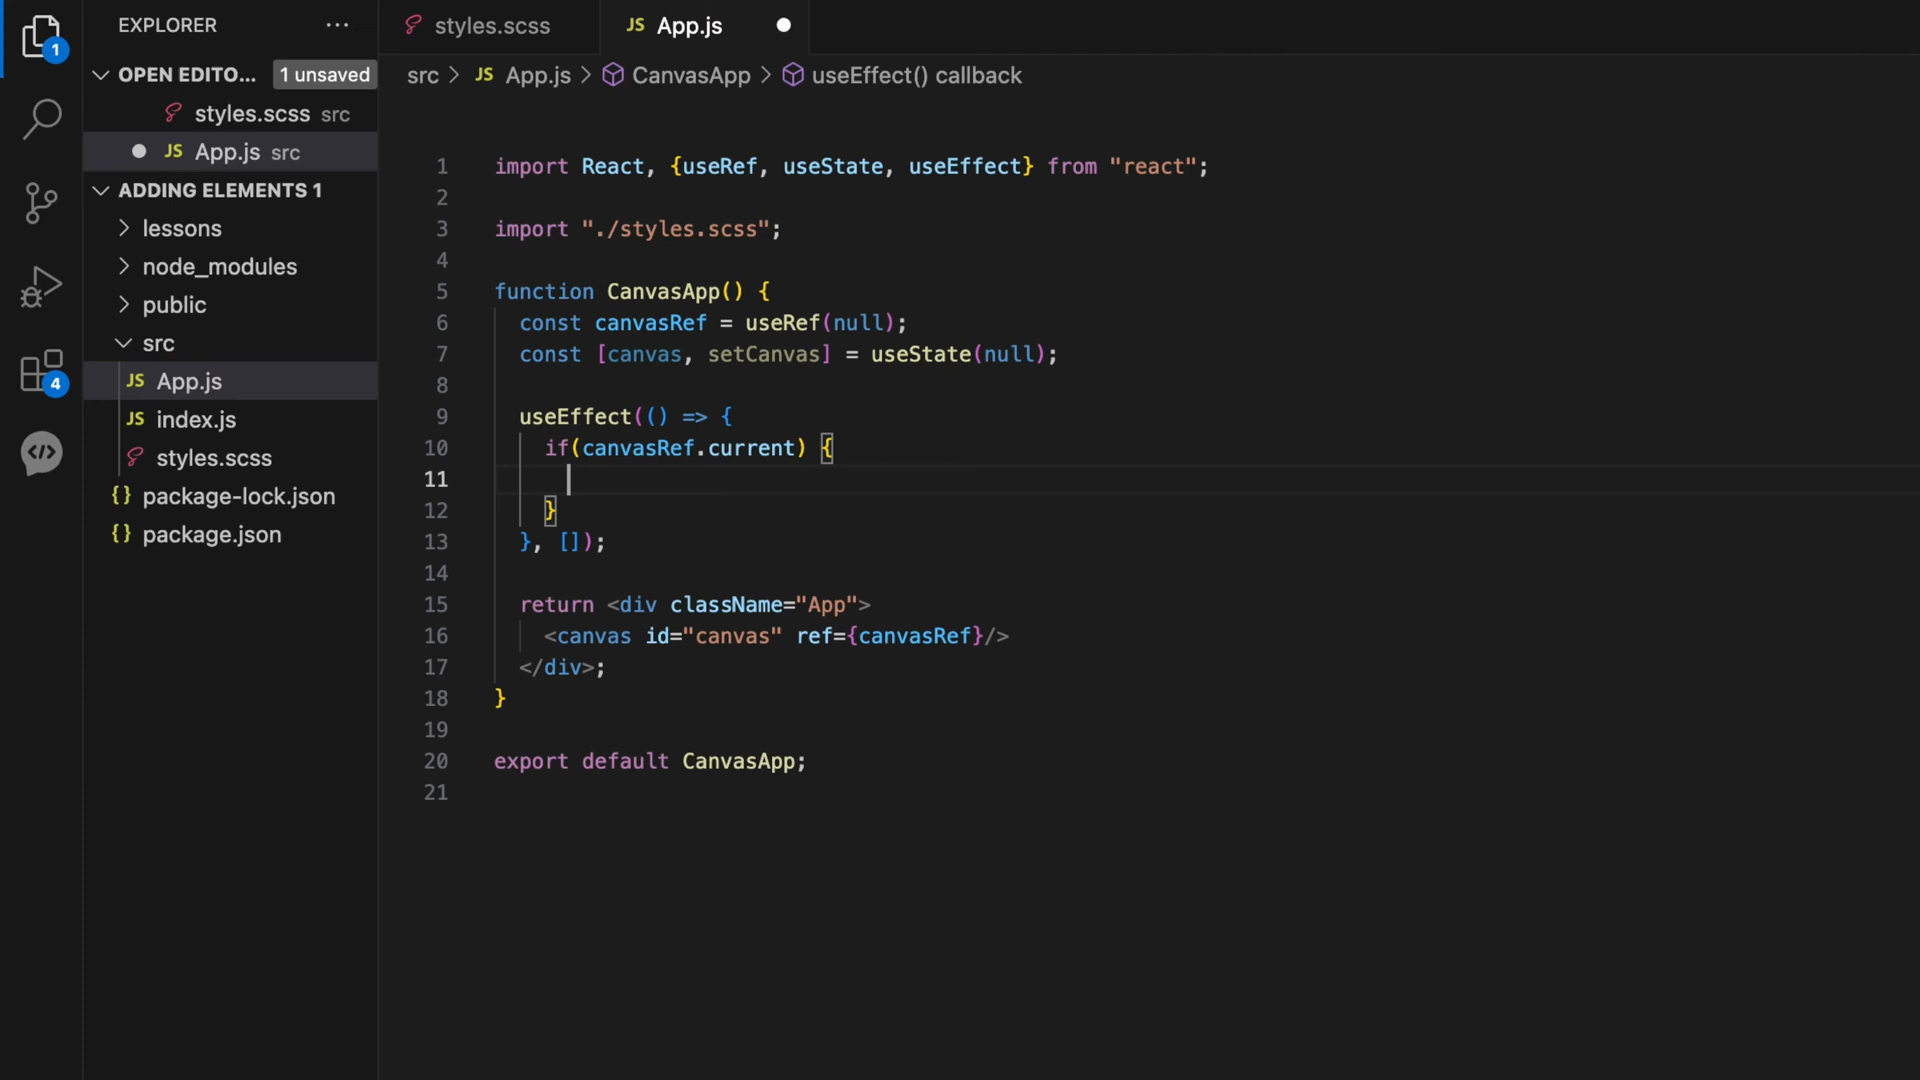 EXPLORER ···
1
OPEN EDITO... 1 unsaved
styles.scss src
JS App.js src
ADDING ELEMENTS 1
lessons
node_modules
public
src
JS App.js
JS index.js
styles.scss
{} package-lock.json
{} package.json
4
styles.scss
JS App.js
src > JS App.js > CanvasApp > useEffect() callback
1 import React, {useRef, useState, useEffect} from "react";
2
3 import "./styles.scss";
4
5 function CanvasApp() {
6 const canvasRef = useRef(null);
7 const [canvas, setCanvas] = useState(null);
8
9 useEffect(() => {
10 if(canvasRef.current) {
11
12 }
13 }, []);
14
15 return <div className="App">
16 <canvas id="canvas" ref={canvasRef}/>
17 </div>;
18 }
19
20 export default CanvasApp;
21